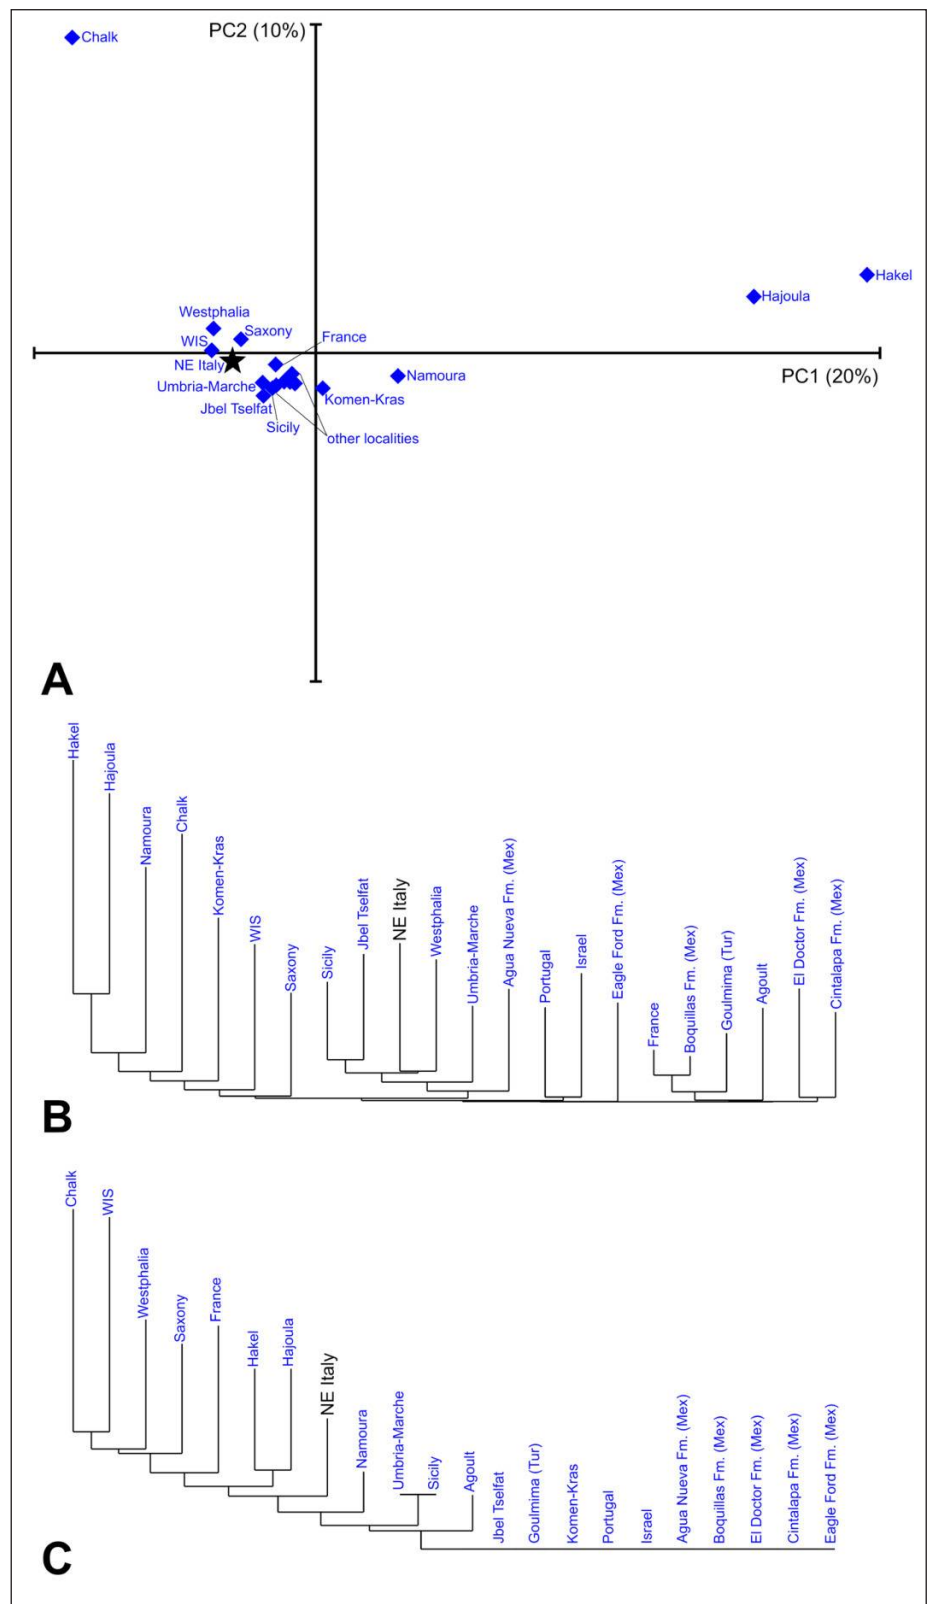 PC2 (10%)
Chalk
Hakel
Hajoula
Westphalia
Saxony
WIS
France
NE Italy
PC1 (20%)
Namoura
Umbria-Marche
Komen-Kras
Jbel Tselfat
Sicily
other localities
A
Hakel
Hajoula
Namoura
Chalk
Komen-Kras
WIS
Saxony
Sicily
Jbel Tselfat
NE Italy
Westphalia
Umbria-Marche
Agua Nueva Fm. (Mex)
Portugal
Israel
Eagle Ford Fm. (Mex)
France
Boquillas Fm. (Mex)
Goulmima (Tur)
Agoult
El Doctor Fm. (Mex)
Cintalapa Fm. (Mex)
B
Chalk
WIS
Westphalia
Saxony
France
Hakel
Hajoula
NE Italy
Namoura
Umbria-Marche
Sicily
Agoult
Jbel Tselfat
Goulmima (Tur)
Komen-Kras
Portugal
Israel
Agua Nueva Fm. (Mex)
Boquillas Fm. (Mex)
El Doctor Fm. (Mex)
Cintalapa Fm. (Mex)
Eagle Ford Fm. (Mex)
C